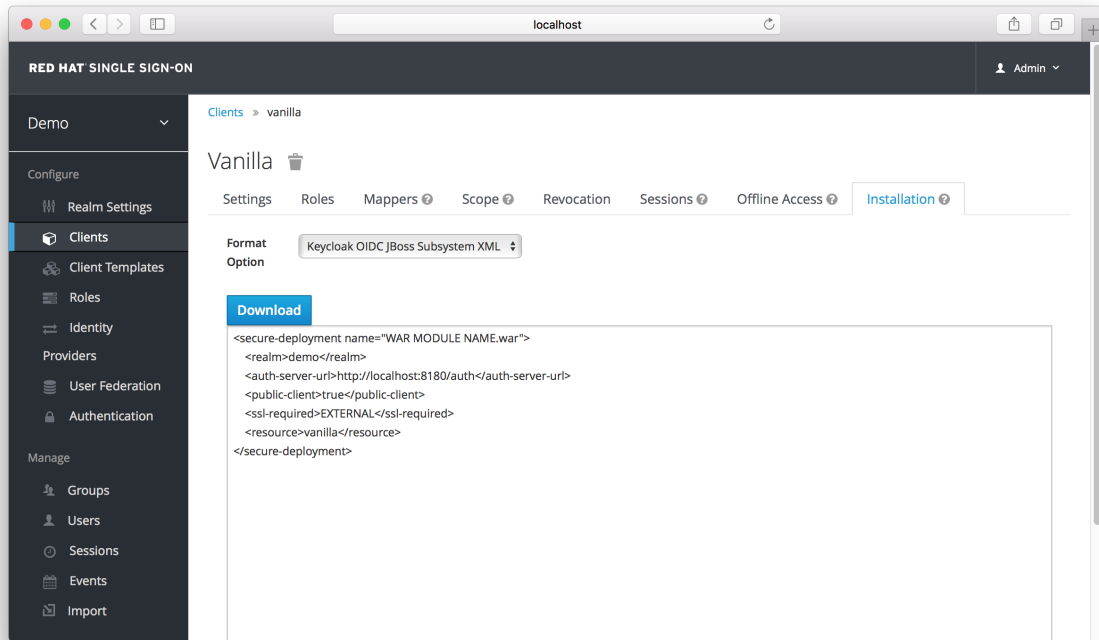 localhost
RED HAT SINGLE SIGN-ON
Admin
Demo
Clients » vanilla
Vanilla
Configure
Realm Settings
Clients
Client Templates
Roles
Identity
Providers
User Federation
Authentication
Manage
Groups
Users
Sessions
Events
Import
Settings Roles Mappers Scope Revocation Sessions Offline Access Installation
Format
Option
Keycloak OIDC JBoss Subsystem XML
Download
<secure-deployment name="WAR MODULE NAME.war">
<realm>demo</realm>
<auth-server-url>http://localhost:8180/auth</auth-server-url>
<public-client>true</public-client>
<ssl-required>EXTERNAL</ssl-required>
<resource>vanilla</resource>
</secure-deployment>